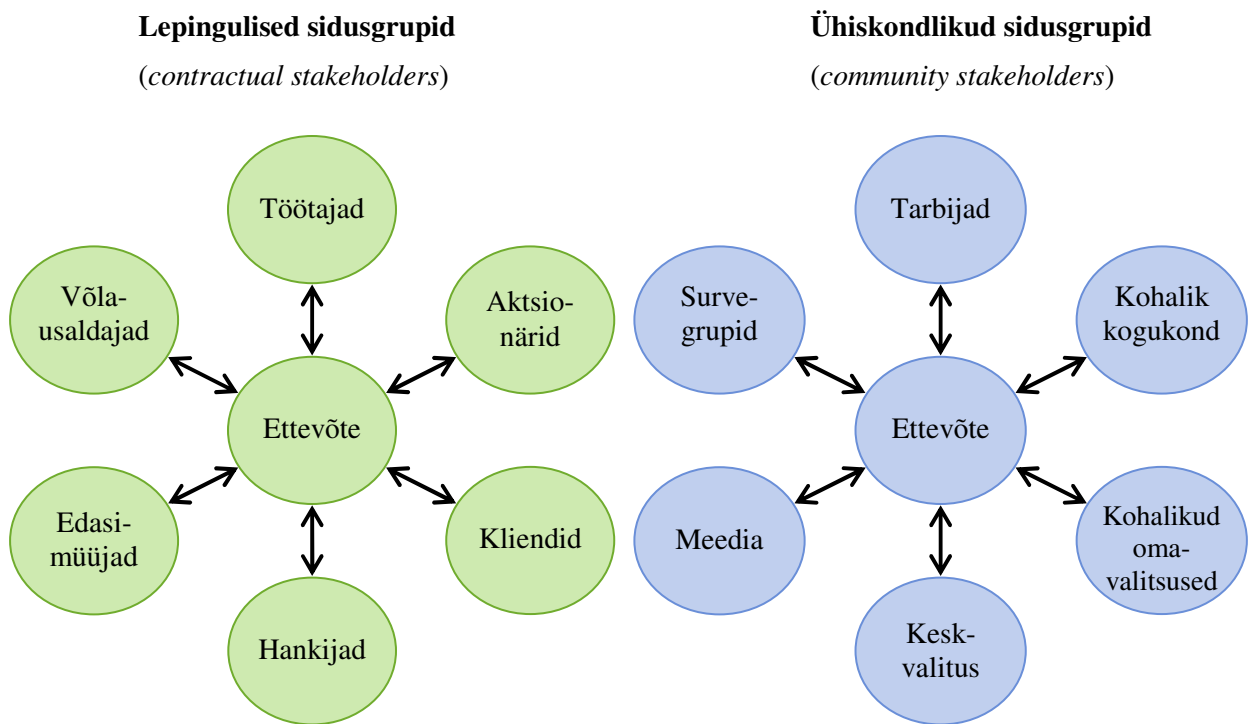 Lepingulised sidusgrupid
(contractual stakeholders)
Töötajad
Võla-
usaldajad
Aktsio-
närid
Ettevõte
Edasi-
müüjad
Kliendid
Hankijad
Ühiskondlikud sidusgrupid
(community stakeholders)
Tarbijad
Surve-
grupid
Kohalik
kogukond
Ettevõte
Meedia
Kohalikud
oma-
valitsused
Kesk-
valitus